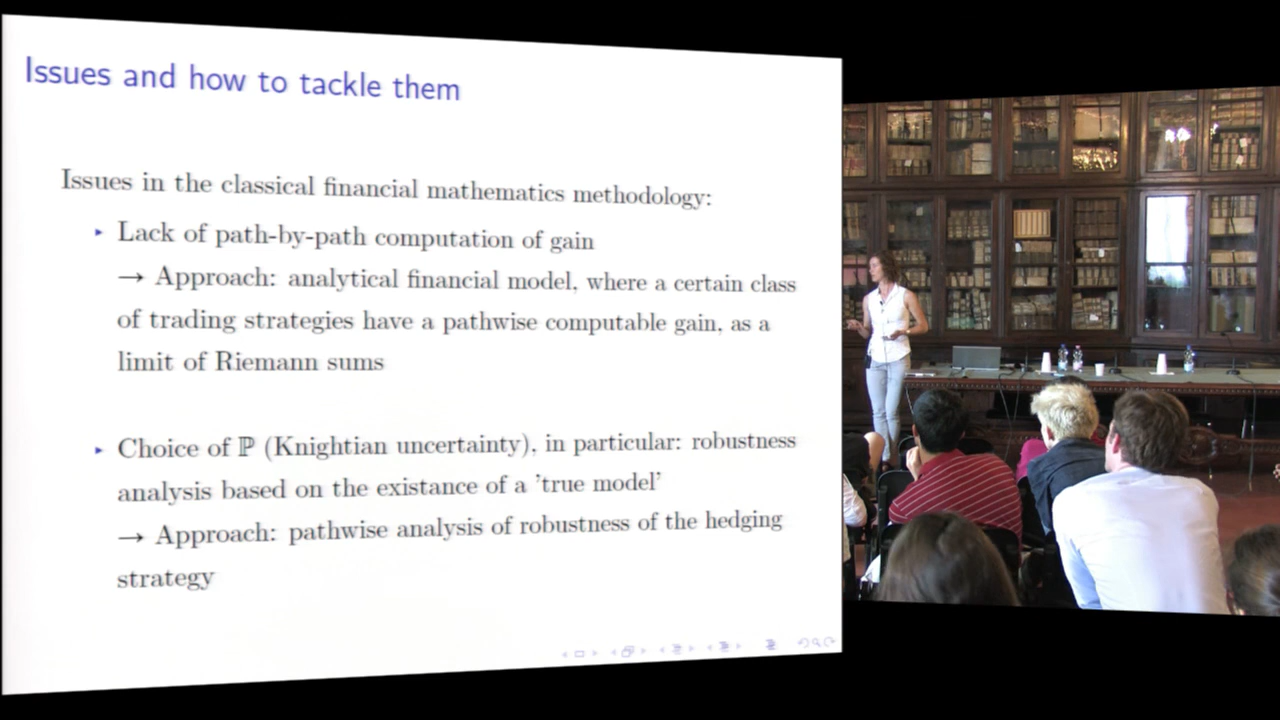 Issues and how to tackle them
Issues in the classical financial mathematics methodology:
▸ Lack of path-by-path computation of gain
→ Approach: analytical financial model, where a certain class
of trading strategies have a pathwise computable gain, as a
limit of Riemann sums
▸ Choice of ℙ (Knightian uncertainty), in particular: robustness
analysis based on the existance of a 'true model'
→ Approach: pathwise analysis of robustness of the hedging
strategy